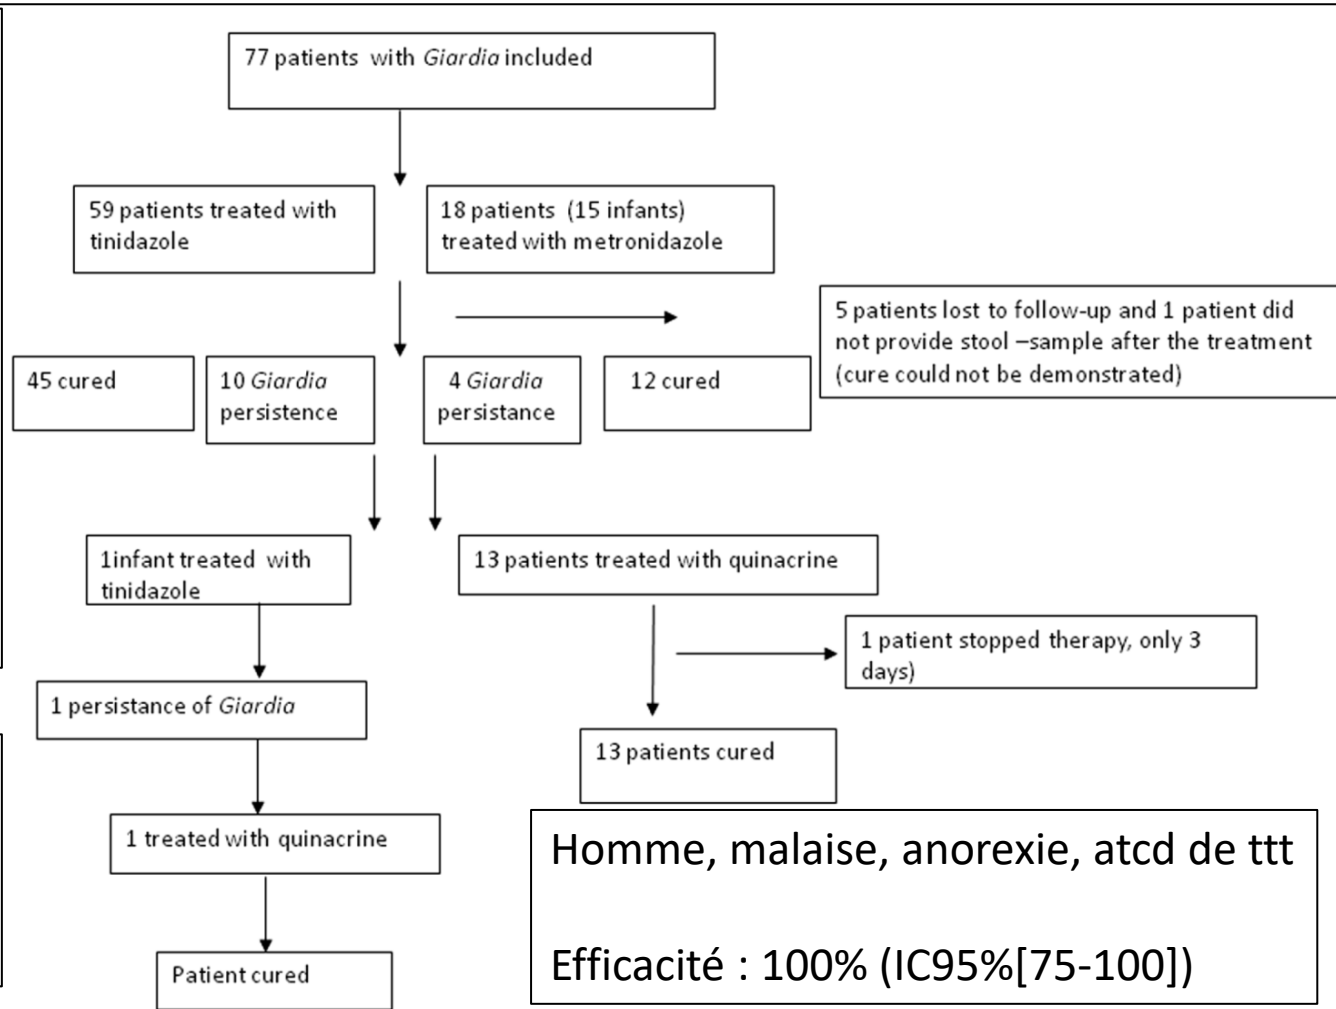 77 patients with Giardia included
59 patients treated with
tinidazole
18 patients (15 infants)
treated with metronidazole
5 patients lost to follow-up and 1 patient did
not provide stool –sample after the treatment
(cure could not be demonstrated)
45 cured
10 Giardia
persistence
4 Giardia
persistance
12 cured
1infant treated with
tinidazole
13 patients treated with quinacrine
1 patient stopped therapy, only 3
days)
1 persistance of Giardia
13 patients cured
1 treated with quinacrine
Patient cured
Homme, malaise, anorexie, atcd de ttt
Efficacité : 100% (IC95%[75-100])